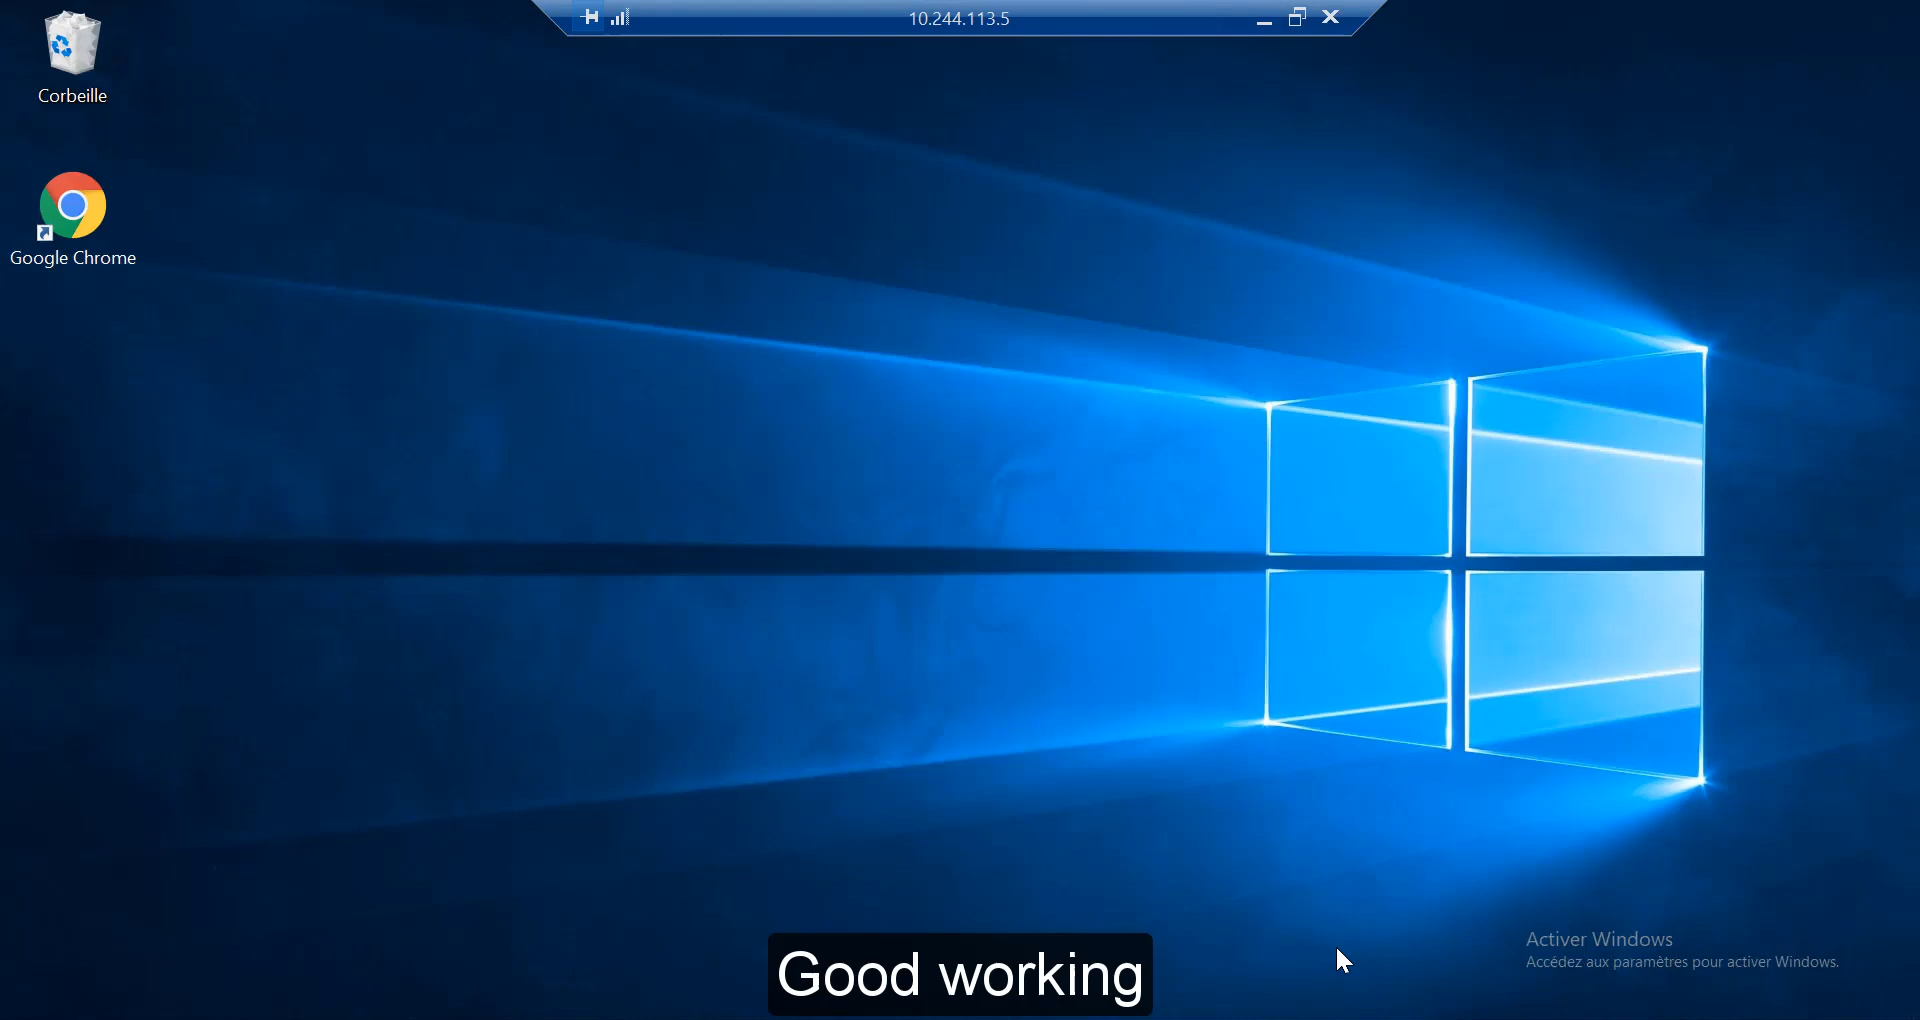 10.244.113.5
Corbeille
Google Chrome
Activer Windows
Accédez aux paramètres pour activer Windows.
Good working